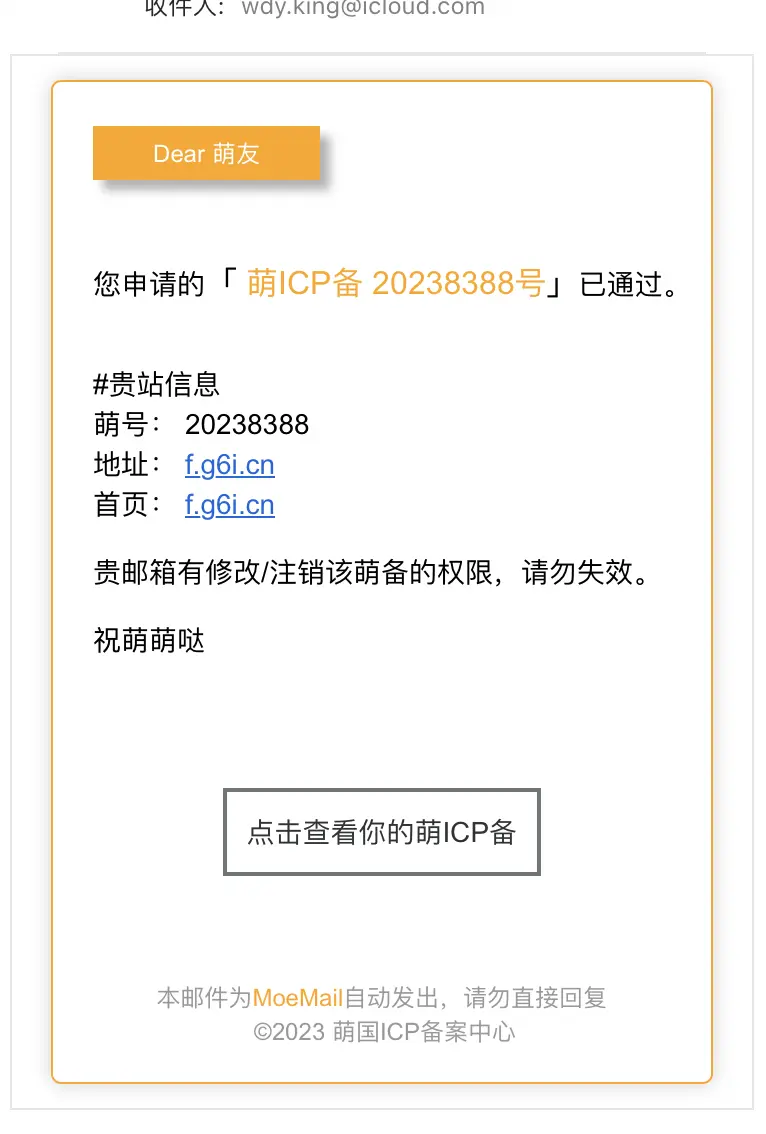 收件人：wdy.king@icloud.com
Dear 萌友
您申请的「 萌ICP备 20238388号」已通过。
#贵站信息
萌号： 20238388
地址： f.g6i.cn
首页： f.g6i.cn
贵邮箱有修改/注销该萌备的权限，请勿失效。
祝萌萌哒
点击查看你的萌ICP备
本邮件为MoeMail自动发出，请勿直接回复
©2023 萌国ICP备案中心